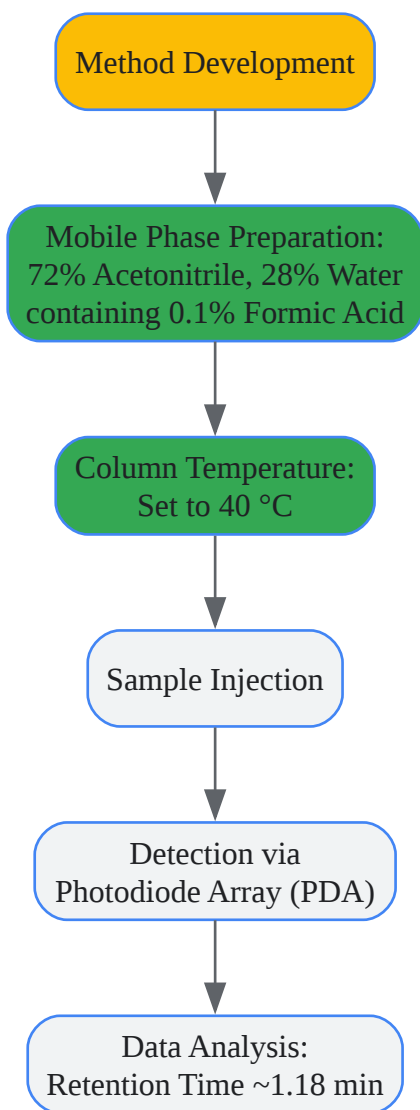 Method Development
Mobile Phase Preparation:
72% Acetonitrile, 28% Water
containing 0.1% Formic Acid
Column Temperature:
Set to 40 °C
Sample Injection
Detection via
Photodiode Array (PDA)
Data Analysis:
Retention Time ~1.18 min